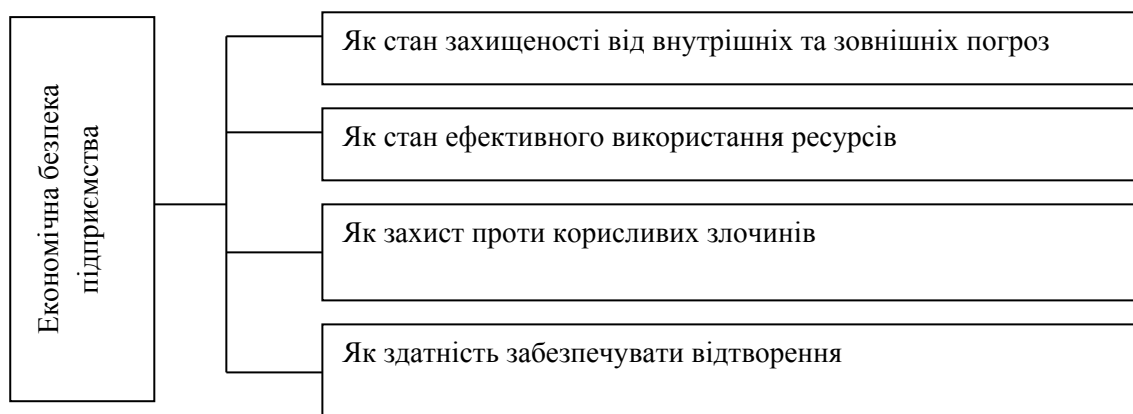 Економічна безпека
підприємства
Як стан захищеності від внутрішніх та зовнішніх погроз
Як стан ефективного використання ресурсів
Як захист проти корисливих злочинів
Як здатність забезпечувати відтворення